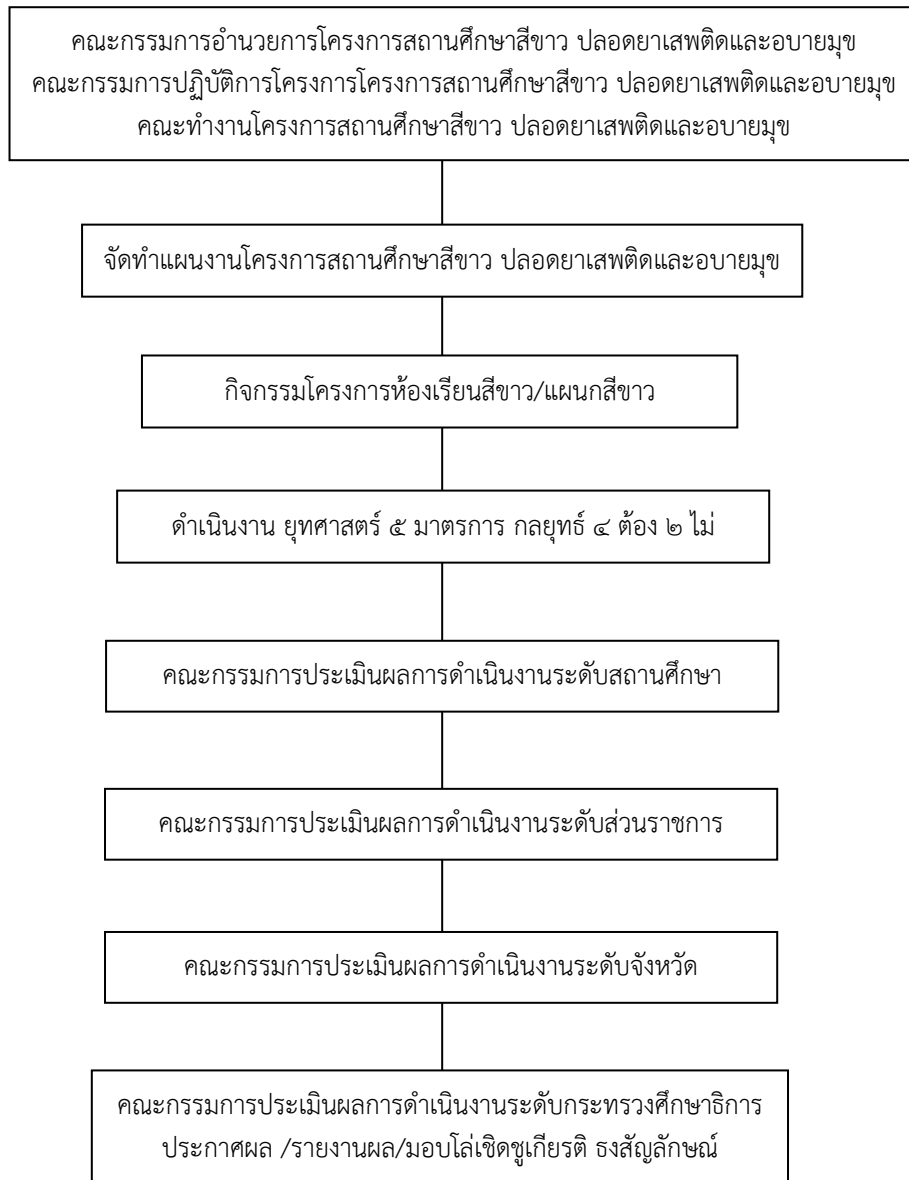 คณะกรรมการอำนวยการโครงการสถานศึกษาสีขาว ปลอดยาเสพติดและอบายมุข
คณะกรรมการปฏิบัติการโครงการโครงการสถานศึกษาสีขาว ปลอดยาเสพติดและอบายมุข
คณะทำงานโครงการสถานศึกษาสีขาว ปลอดยาเสพติดและอบายมุข
จัดทำแผนงานโครงการสถานศึกษาสีขาว ปลอดยาเสพติดและอบายมุข
กิจกรรมโครงการห้องเรียนสีขาว/แผนกสีขาว
ดำเนินงาน ยุทศาสตร์ ๕ มาตรการ กลยุทธ์ ๔ ต้อง ๒ ไม่
คณะกรรมการประเมินผลการดำเนินงานระดับสถานศึกษา
คณะกรรมการประเมินผลการดำเนินงานระดับส่วนราชการ
คณะกรรมการประเมินผลการดำเนินงานระดับจังหวัด
คณะกรรมการประเมินผลการดำเนินงานระดับกระทรวงศึกษาธิการ
ประกาศผล /รายงานผล/มอบโล่เชิดชูเกียรติ ธงสัญลักษณ์